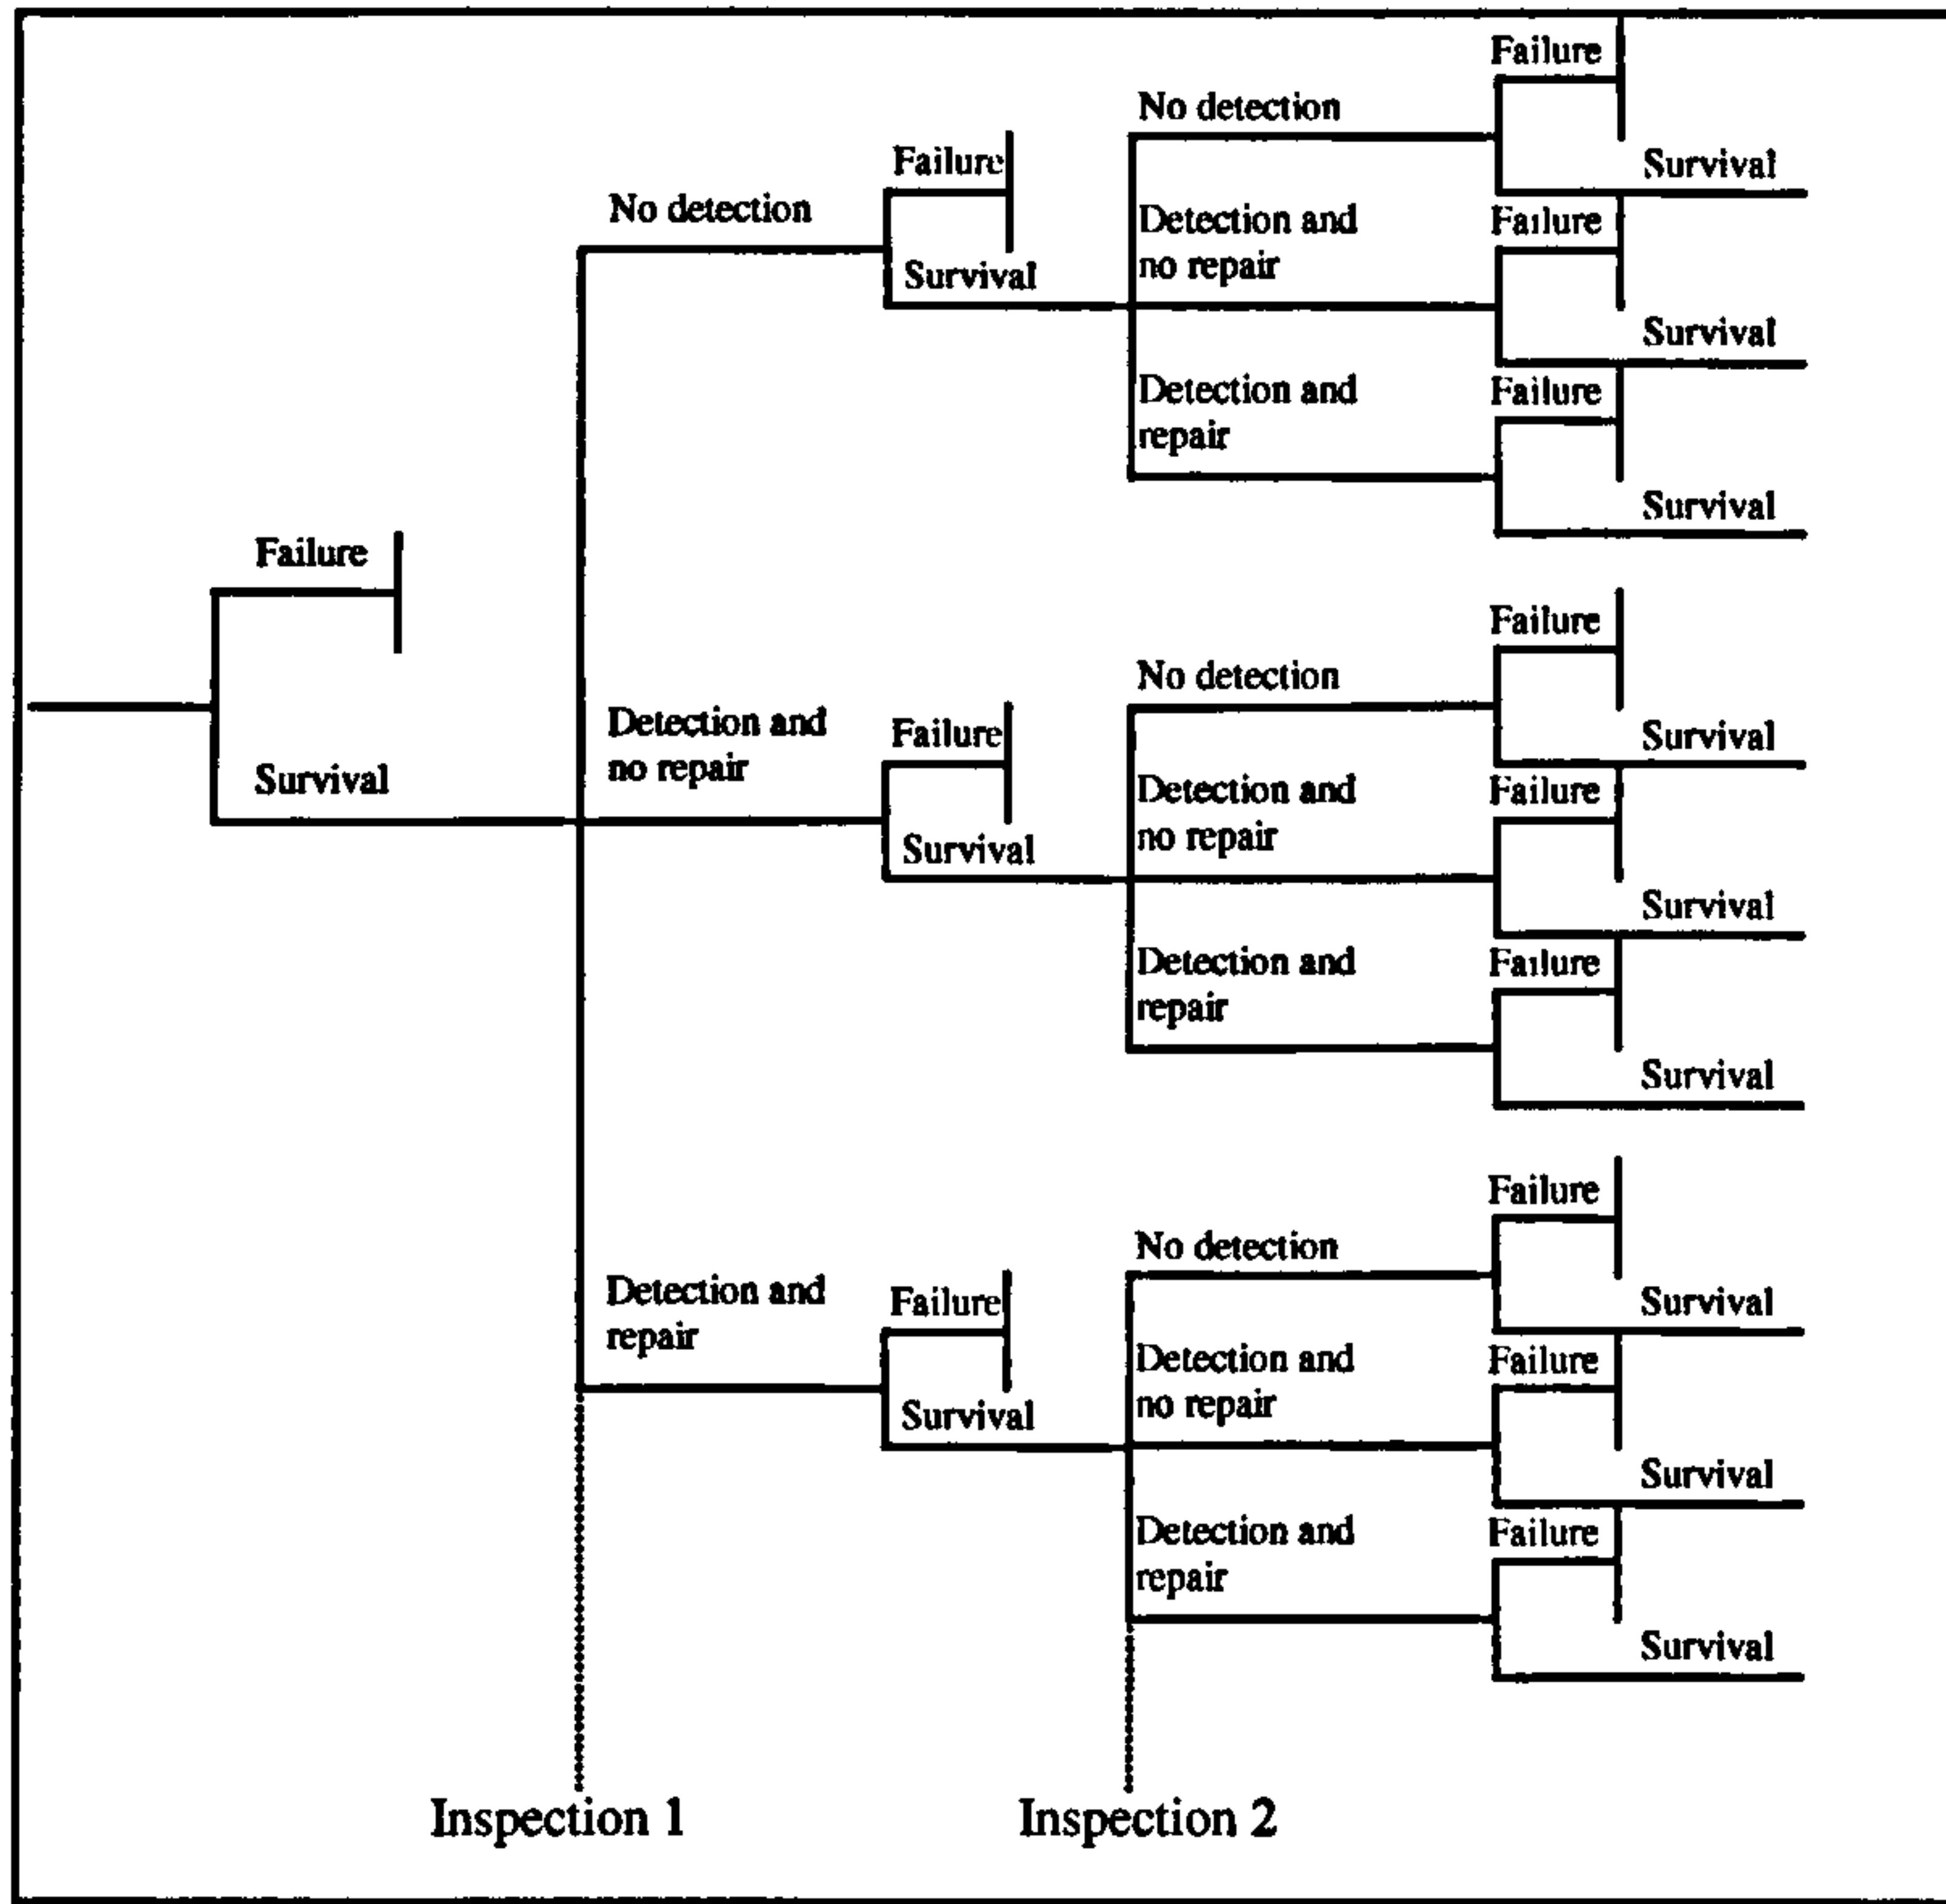 Failure
No detection
Survival
Failure
No detection
Failure
Survival
Detection and
no repair
Survival
Failure
Detection and
repair
Survival
Failure
Survival
Failure
Survival
Detection and
no repair
Failure
Survival
No detection
Failure
Survival
Detection and
no repair
Failure
Survival
Detection and
repair
Failure
Survival
Detection and
repair
Failure
Survival
No detection
Failure
Survival
Detection and
no repair
Failure
Survival
Detection and
repair
Failure
Survival
Inspection 1
Inspection 2